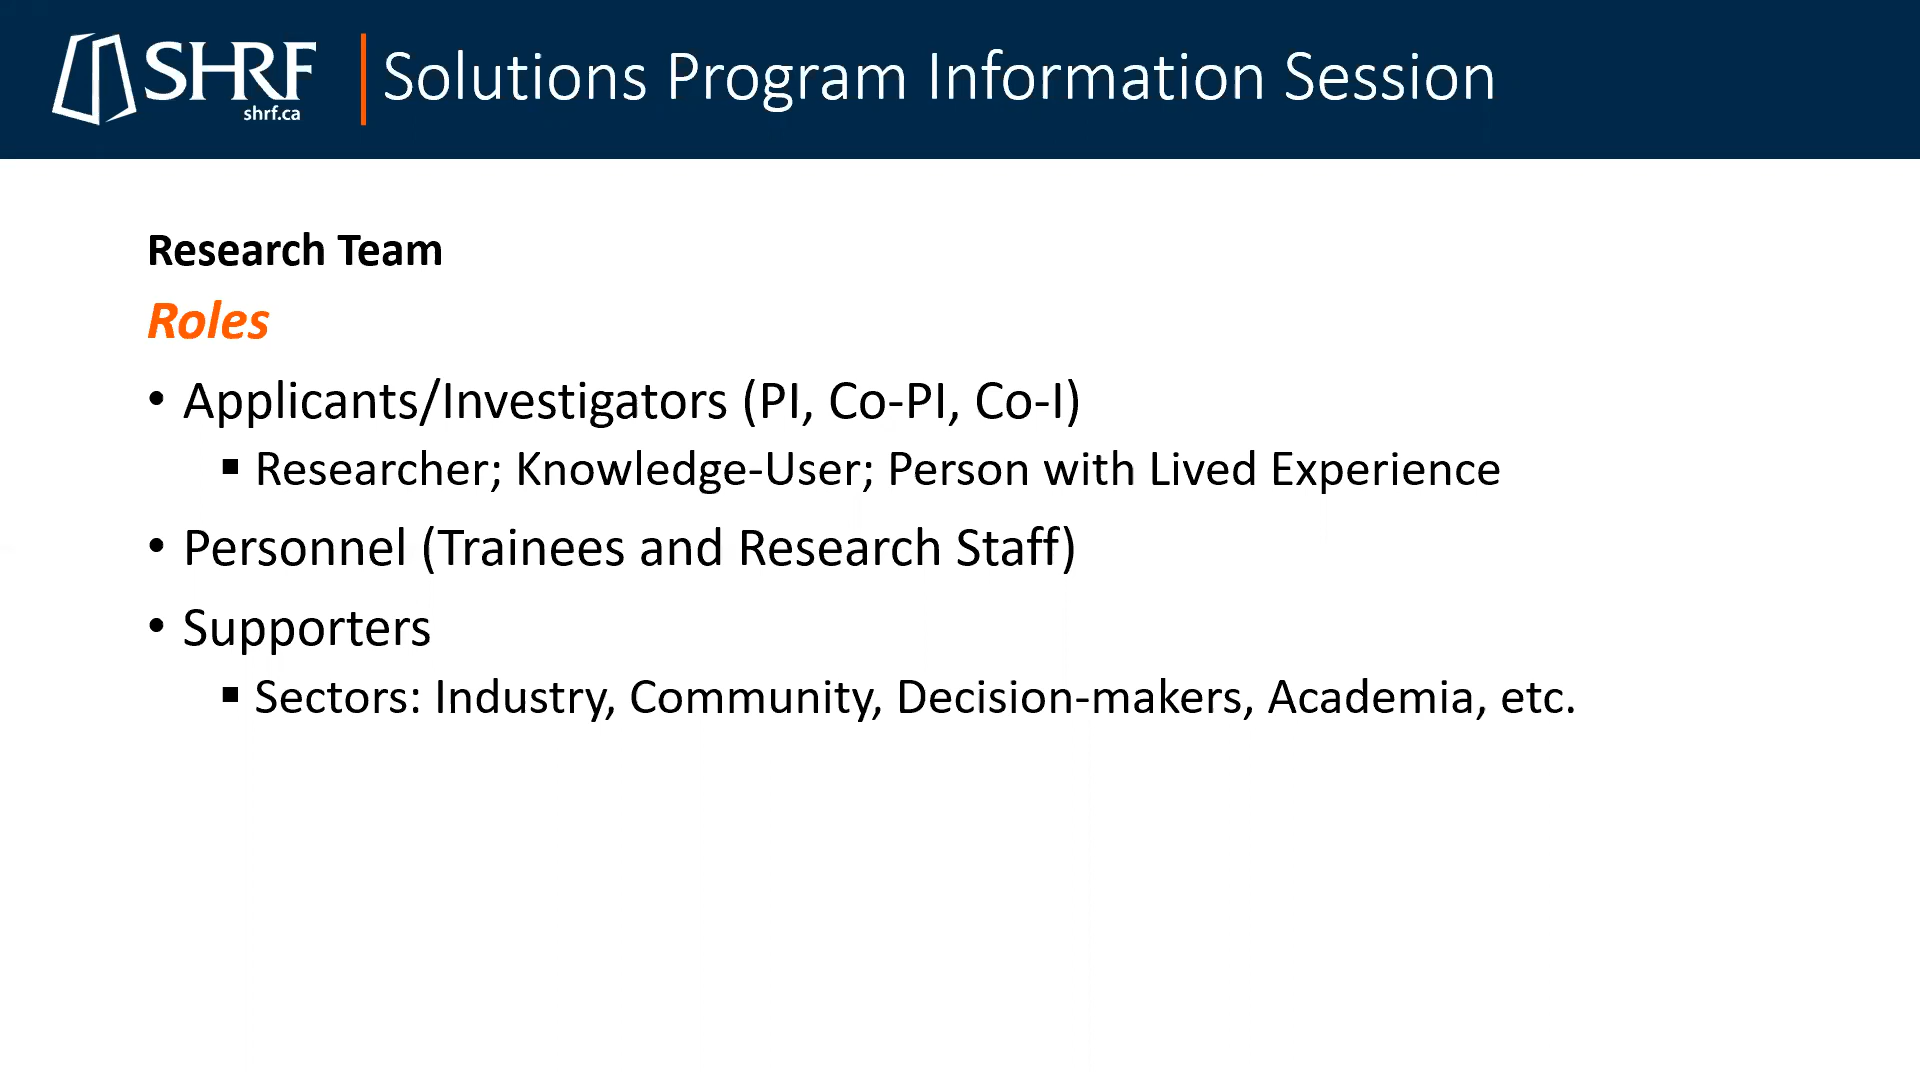 SHRF
shrf.ca
Solutions Program Information Session
Research Team
Roles
• Applicants/Investigators (PI, Co-PI, Co-I)
▪ Researcher; Knowledge-User; Person with Lived Experience
• Personnel (Trainees and Research Staff)
• Supporters
▪ Sectors: Industry, Community, Decision-makers, Academia, etc.